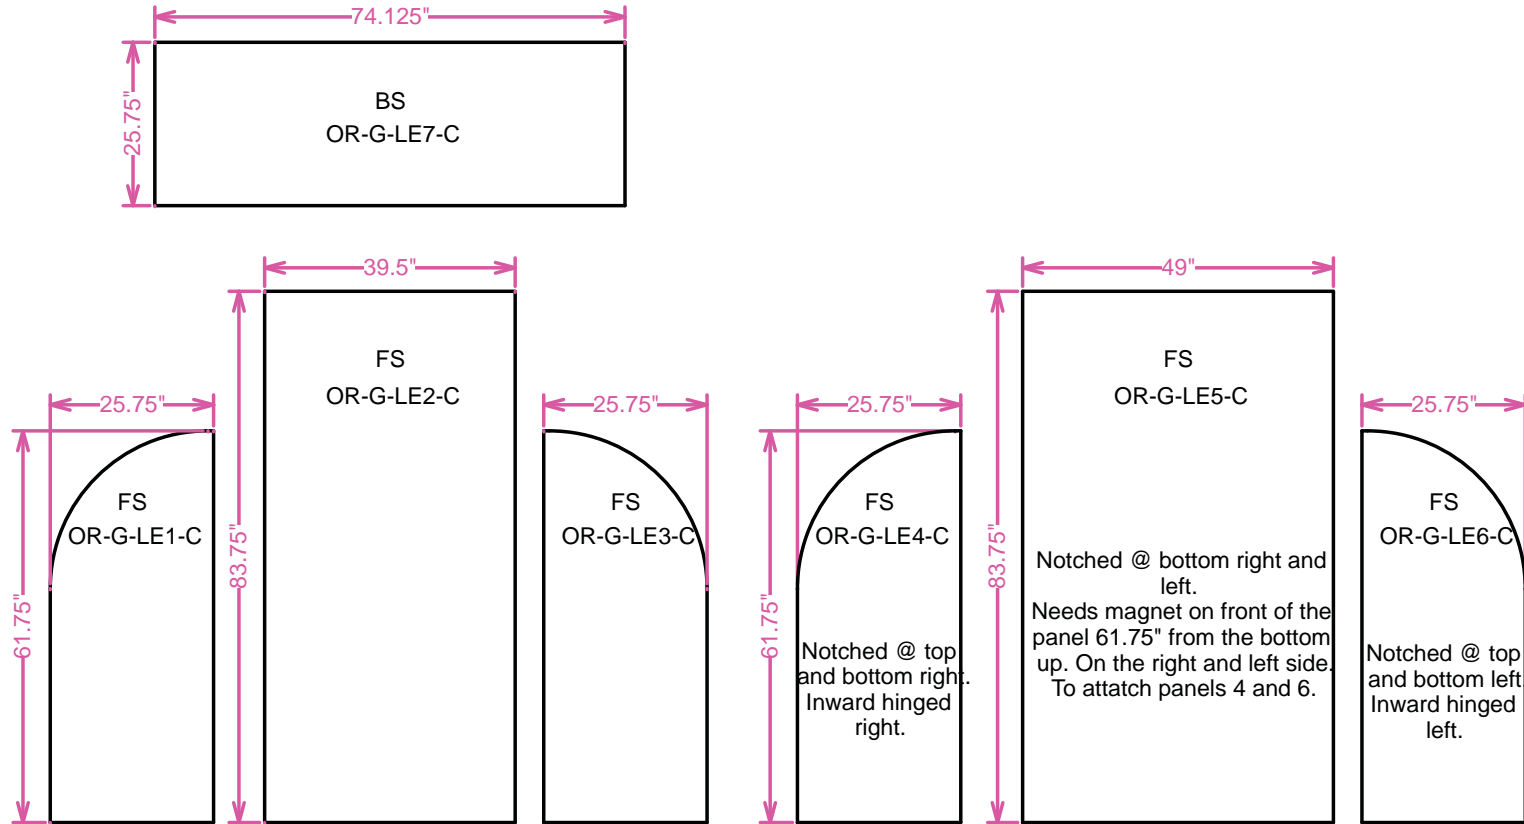 74.125"
25.75"
BS
OR-G-LE7-C
39.5"
83.75"
FS
OR-G-LE2-C
25.75"
61.75"
FS
OR-G-LE1-C
25.75"
FS
OR-G-LE3-C
25.75"
61.75"
FS
OR-G-LE4-C
Notched @ top
and bottom right.
Inward hinged
right.
49"
83.75"
FS
OR-G-LE5-C
Notched @ bottom right and
left.
Needs magnet on front of the
panel 61.75" from the bottom
up. On the right and left side.
To attatch panels 4 and 6.
25.75"
FS
OR-G-LE6-C
Notched @ top
and bottom left
Inward hinged
left.